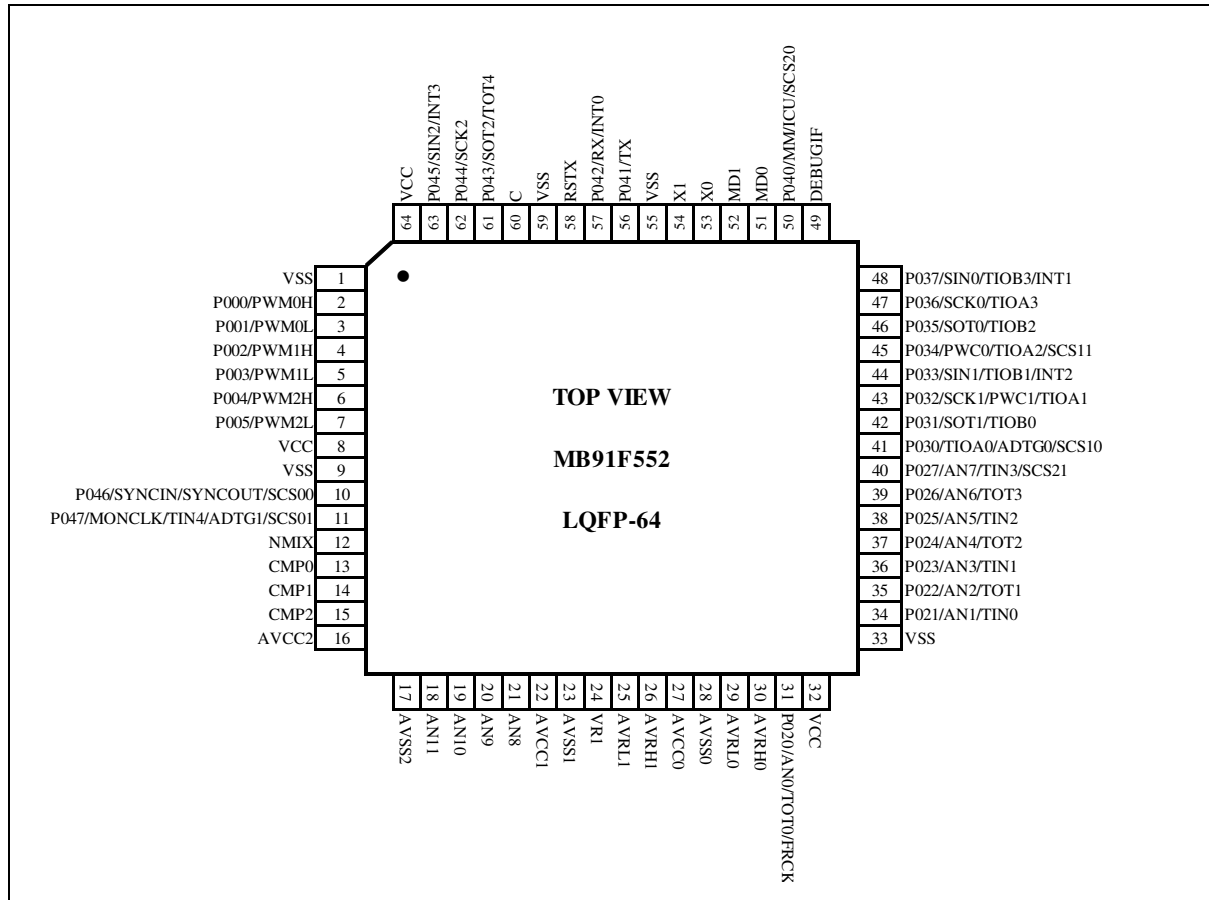 VCC
P045/SIN2/INT3
P044/SCK2
P043/SOT2/TOT4
C
VSS
RSTX
P042/RX/INT0
P041/TX
VSS
X1
X0
MD1
MD0
P040/MM/ICU/SCS20
DEBUGIF
64
63
62
61
60
59
58
57
56
55
54
53
52
51
50
49
VSS 1
P000/PWM0H 2
P001/PWM0L 3
P002/PWM1H 4
P003/PWM1L 5
P004/PWM2H 6
P005/PWM2L 7
VCC 8
VSS 9
P046/SYNCIN/SYNCOUT/SCS00 10
P047/MONCLK/TIN4/ADTG1/SCS01 11
NMIX 12
CMP0 13
CMP1 14
CMP2 15
AVCC2 16
TOP VIEW
MB91F552
LQFP-64
48 P037/SIN0/TIOB3/INT1
47 P036/SCK0/TIOA3
46 P035/SOT0/TIOB2
45 P034/PWC0/TIOA2/SCS11
44 P033/SIN1/TIOB1/INT2
43 P032/SCK1/PWC1/TIOA1
42 P031/SOT1/TIOB0
41 P030/TIOA0/ADTG0/SCS10
40 P027/AN7/TIN3/SCS21
39 P026/AN6/TOT3
38 P025/AN5/TIN2
37 P024/AN4/TOT2
36 P023/AN3/TIN1
35 P022/AN2/TOT1
34 P021/AN1/TIN0
33 VSS
17
18
19
20
21
22
23
24
25
26
27
28
29
30
31
32
AVSS2
AN11
AN10
AN9
AN8
AVCC1
AVSS1
VR1
AVRL1
AVRH1
AVCC0
AVSS0
AVRL0
AVRH0
P020/AN0/TOT0/FRCK
VCC